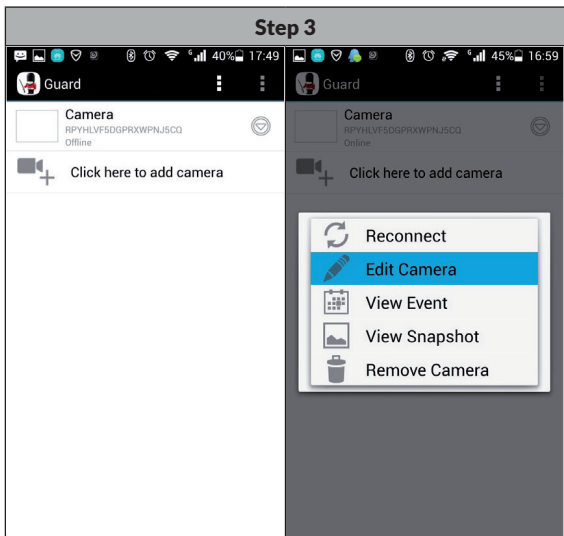 Step 3
40% 17:49
Guard
Camera
RPYHLVF5DGPRXWPNJ5CQ
Offline
Click here to add camera
45% 16:59
Guard
Camera
RPYHLVF5DGPRXWPNJ5CQ
Online
Click here to add camera
Reconnect
Edit Camera
View Event
View Snapshot
Remove Camera